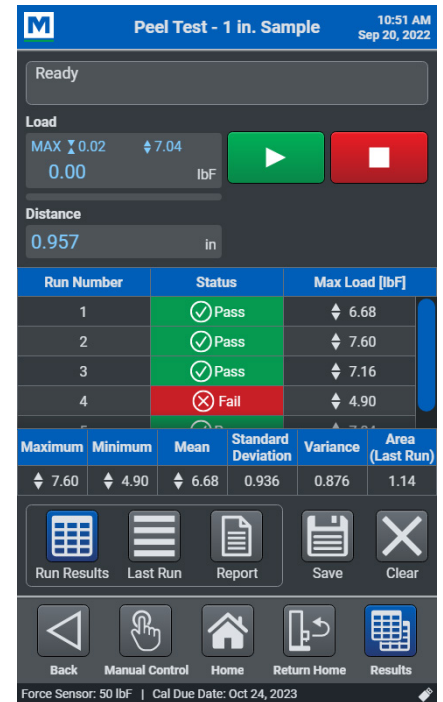 M
Peel Test - 1 in. Sample
10:51 AM
Sep 20, 2022
Ready
Load
MAX 0.02 7.04
0.00 lbF
Distance
0.957 in
Run Number Status Max Load [lbF]
1 Pass 6.68
2 Pass 7.60
3 Pass 7.16
4 Fail 4.90
Maximum Minimum Mean Standard Deviation Variance Area (Last Run)
7.60 4.90 6.68 0.936 0.876 1.14
Run Results Last Run Report Save Clear
Back Manual Control Home Return Home Results
Force Sensor: 50 lbF | Cal Due Date: Oct 24, 2023